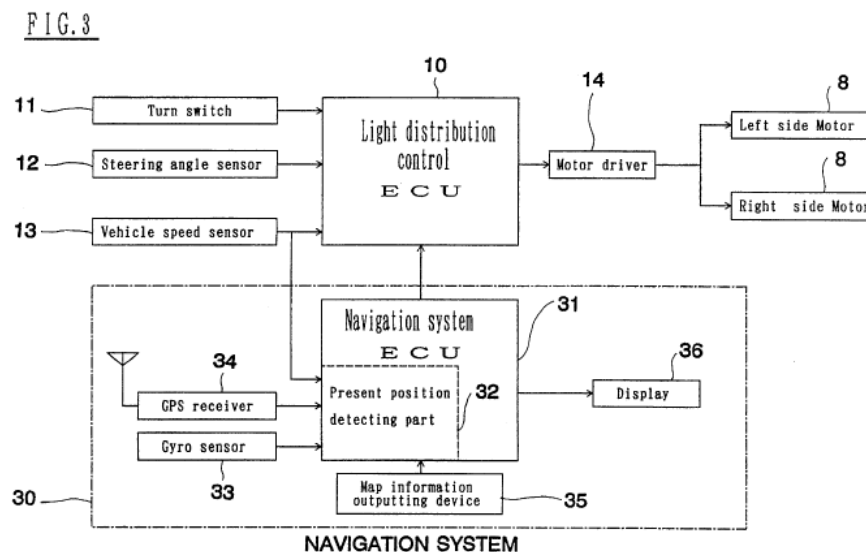 FIG.3
10
11
Turn switch
14
8
Light distribution
control
ECU
Left side Motor
12
Steering angle sensor
Motor driver
8
13
Vehicle speed sensor
Right side Motor
Navigation system
ECU
31
36
34
Present position
detecting part
32
GPS receiver
Display
Gyro sensor
33
Map information
outputting device
35
30
NAVIGATION SYSTEM